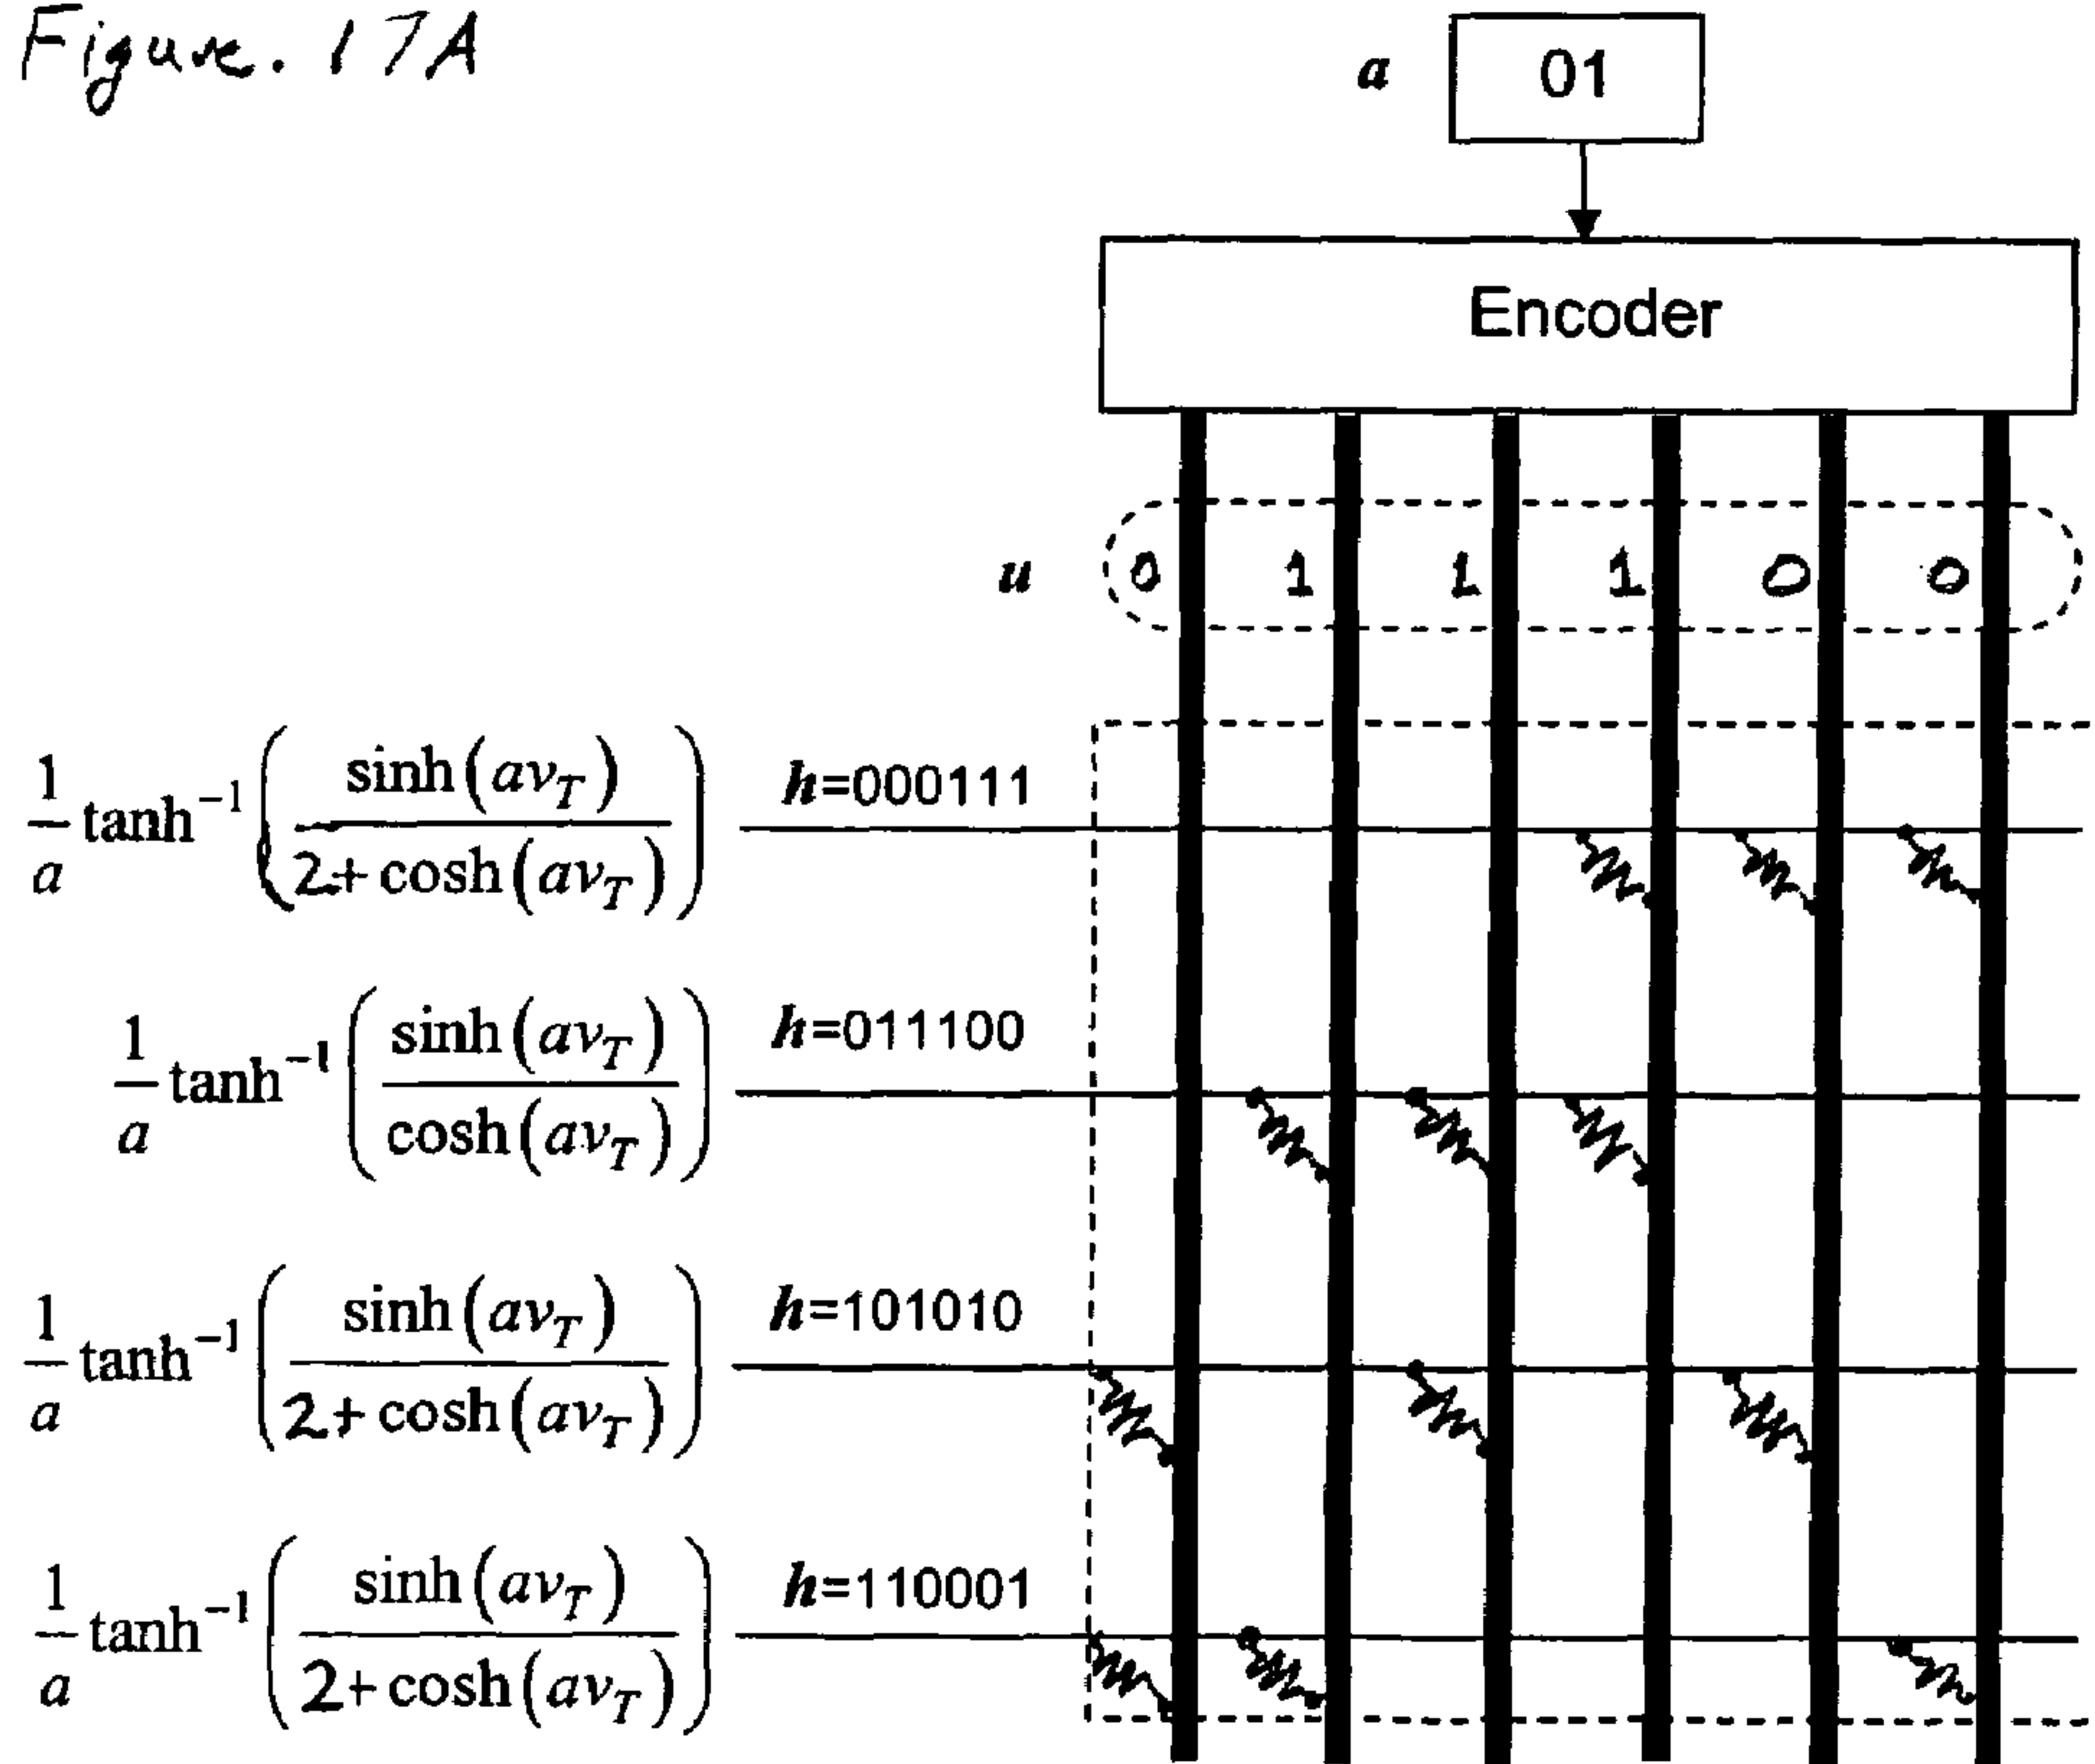 Figure. 17A
a 01
Encoder
u 0 1 1 1 0 0
1/a tanh⁻¹ ( sinh(av_T) / 2+cosh(av_T) ) h=000111
1/a tanh⁻¹ ( sinh(av_T) / cosh(av_T) ) h=011100
1/a tanh⁻¹ ( sinh(av_T) / 2+cosh(av_T) ) h=101010
1/a tanh⁻¹ ( sinh(av_T) / 2+cosh(av_T) ) h=110001